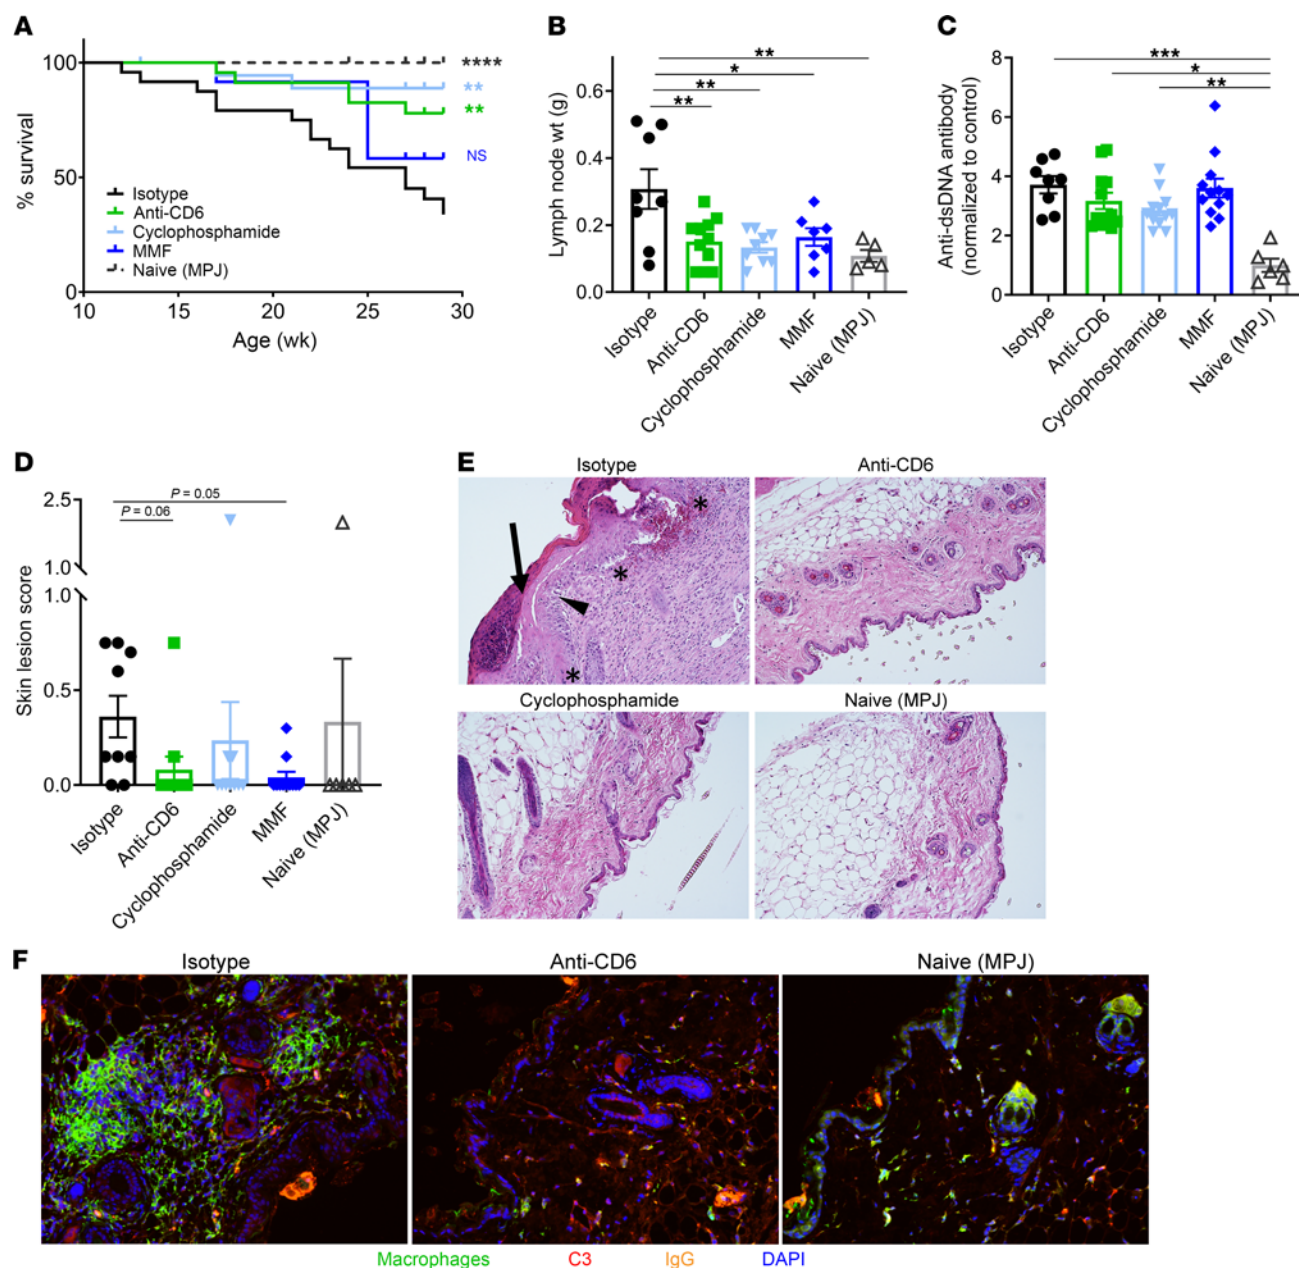 A
% survival
100
50
0
10
15
20
25
30
Age (wk)
****
**
**
NS
Isotype
Anti-CD6
Cyclophosphamide
MMF
Naive (MPJ)
B
Lymph node wt (g)
0.6
0.4
0.2
0.0
**
*
**
**
Isotype
Anti-CD6
Cyclophosphamide
MMF
Naive (MPJ)
C
Anti-dsDNA antibody
(normalized to control)
8
6
4
2
0
***
*
**
Isotype
Anti-CD6
Cyclophosphamide
MMF
Naive (MPJ)
D
Skin lesion score
2.5
1.0
1.0
0.5
0.0
P = 0.05
P = 0.06
Isotype
Anti-CD6
Cyclophosphamide
MMF
Naive (MPJ)
E
Isotype
Anti-CD6
*
*
*
Cyclophosphamide
Naive (MPJ)
F
Isotype
Anti-CD6
Naive (MPJ)
Macrophages C3 IgG DAPI